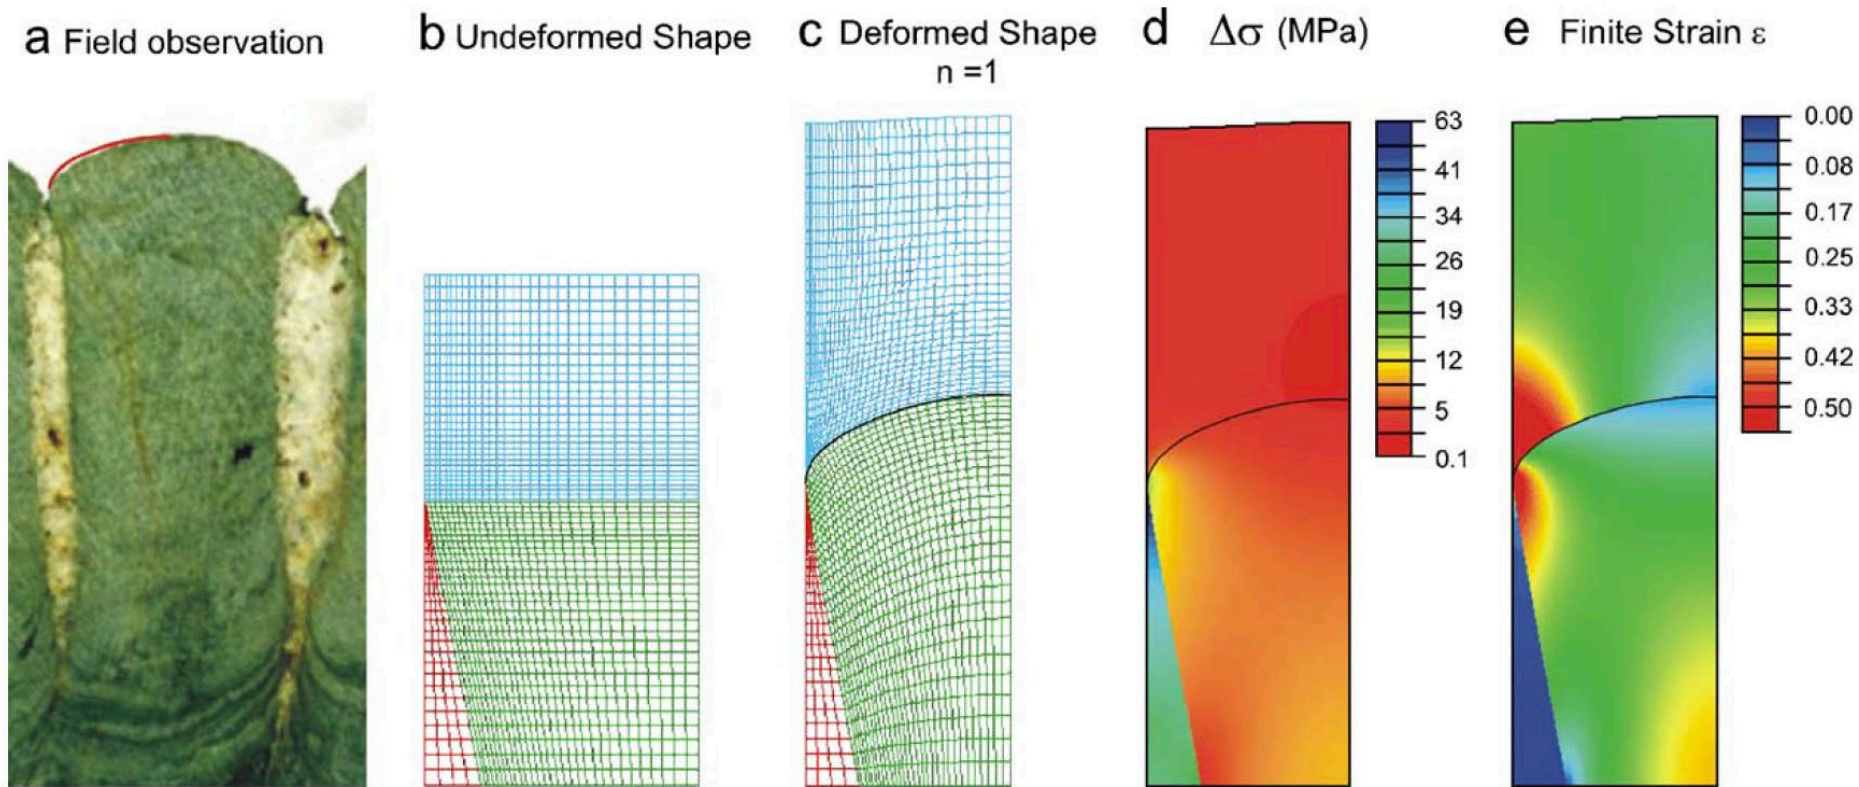 a Field observation
b Undeformed Shape
c Deformed Shape
n =1
d Δσ (MPa)
63
41
34
26
19
12
5
0.1
e Finite Strain ε
0.00
0.08
0.17
0.25
0.33
0.42
0.50